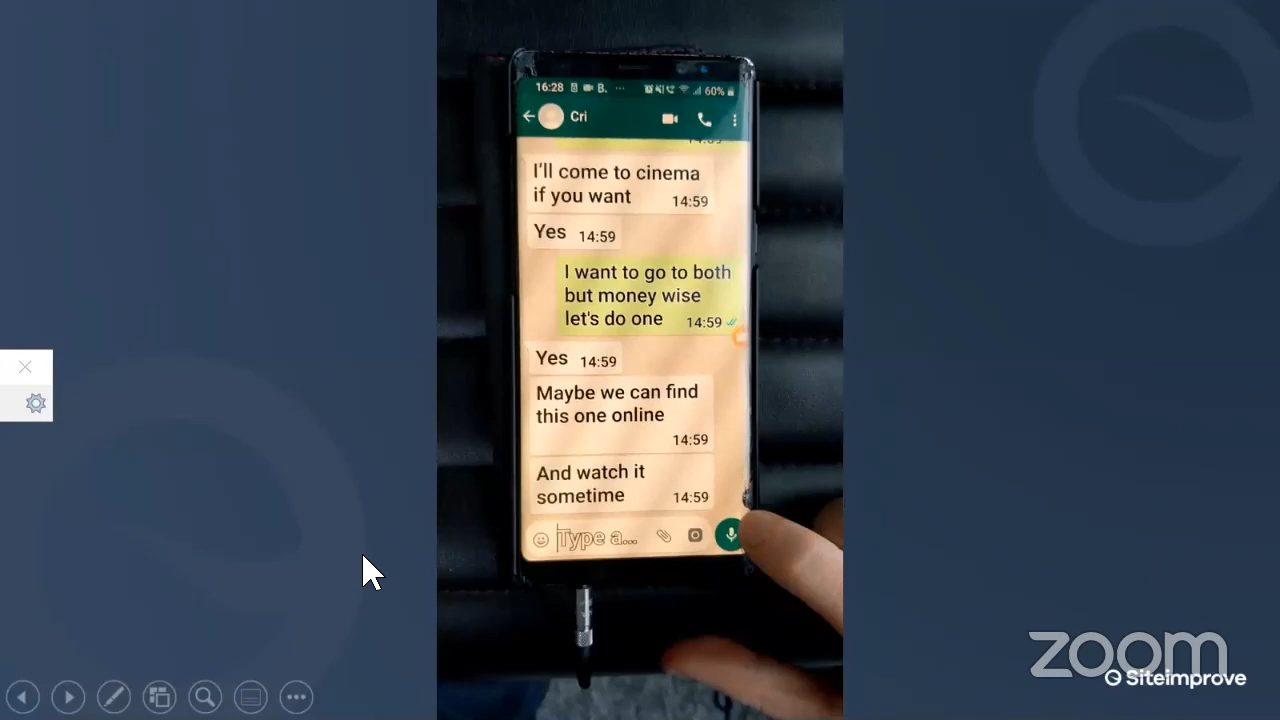 16:28
B.
60%
Cri
I'll come to cinema
if you want
14:59
Yes
14:59
I want to go to both
but money wise
let's do one
14:59
Yes
14:59
Maybe we can find
this one online
14:59
And watch it
sometime
14:59
Type a...
zoom
Siteimprove